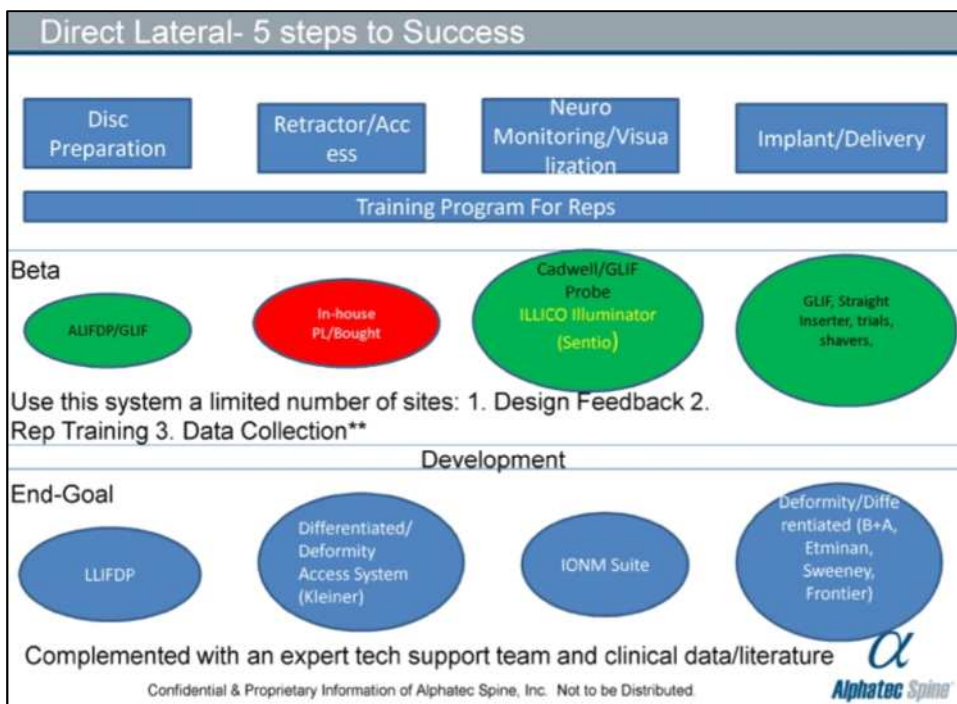 Direct Lateral- 5 steps to Success
Disc
Preparation
Retractor/Acc
ess
Neuro
Monitoring/Visua
lization
Implant/Delivery
Training Program For Reps
Beta
ALIFDP/GLIF
In-house
PL/Bought
Cadwell/GLIF
Probe
ILLICO Illuminator
(Sentio)
GLIF, Straight
Inserter, trials,
shavers,
Use this system a limited number of sites: 1. Design Feedback 2.
Rep Training 3. Data Collection**
Development
End-Goal
LLIFDP
Differentiated/
Deformity
Access System
(Kleiner)
IONM Suite
Deformity/Diffe
rentiated (B+A,
Etminan,
Sweeney,
Frontier)
Complemented with an expert tech support team and clinical data/literature
Confidential & Proprietary Information of Alphatec Spine, Inc. Not to be Distributed.
α
Alphatec Spine